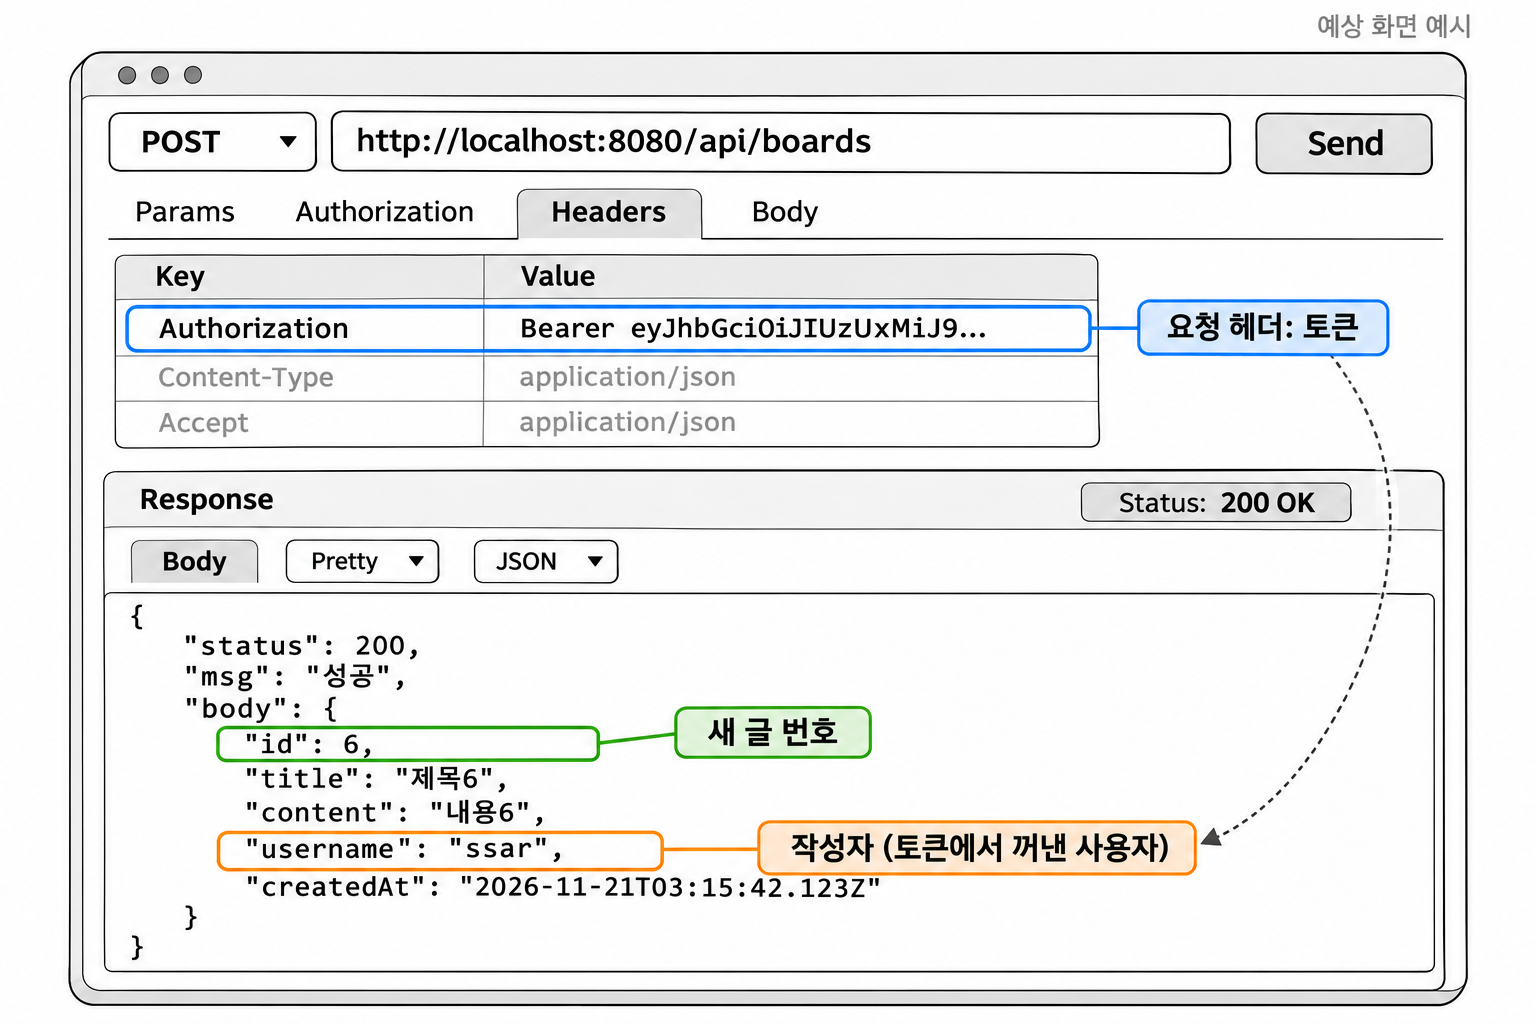 예상 화면 예시
POST
http://localhost:8080/api/boards
Send
Params Authorization Headers Body
Key Value
Authorization Bearer eyJhbGciOiJIUzUxMiJ9...
요청 헤더: 토큰
Content-Type application/json
Accept application/json
Response
Status: 200 OK
Body Pretty JSON
{
"status": 200,
"msg": "성공",
"body": {
"id": 6,
새 글 번호
"title": "제목6",
"content": "내용6",
"username": "ssar",
작성자 (토큰에서 꺼낸 사용자)
"createdAt": "2026-11-21T03:15:42.123Z"
}
}